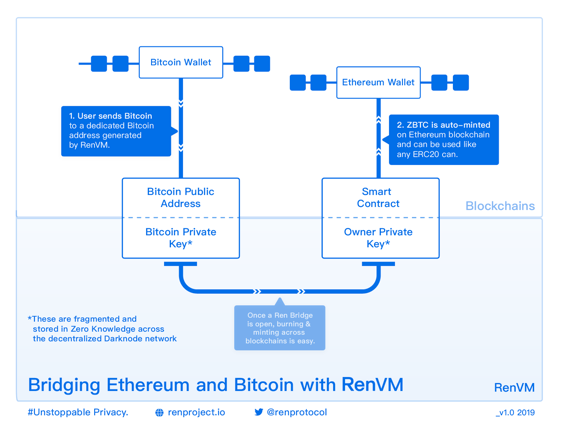 Bitcoin Wallet
Ethereum Wallet
1. User sends Bitcoin
to a dedicated Bitcoin
address generated
by RenVM.
2. ZBTC is auto-minted
on Ethereum blockchain
and can be used like
any ERC20 can.
Bitcoin Public
Address
Smart
Contract
Blockchains
Bitcoin Private
Key*
Owner Private
Key*
Once a Ren Bridge
is open, burning &
minting across
blockchains is easy.
*These are fragmented and
stored in Zero Knowledge across
the decentralized Darknode network
Bridging Ethereum and Bitcoin with RenVM
RenVM
#Unstoppable Privacy.
renproject.io
@renprotocol
_v1.0 2019